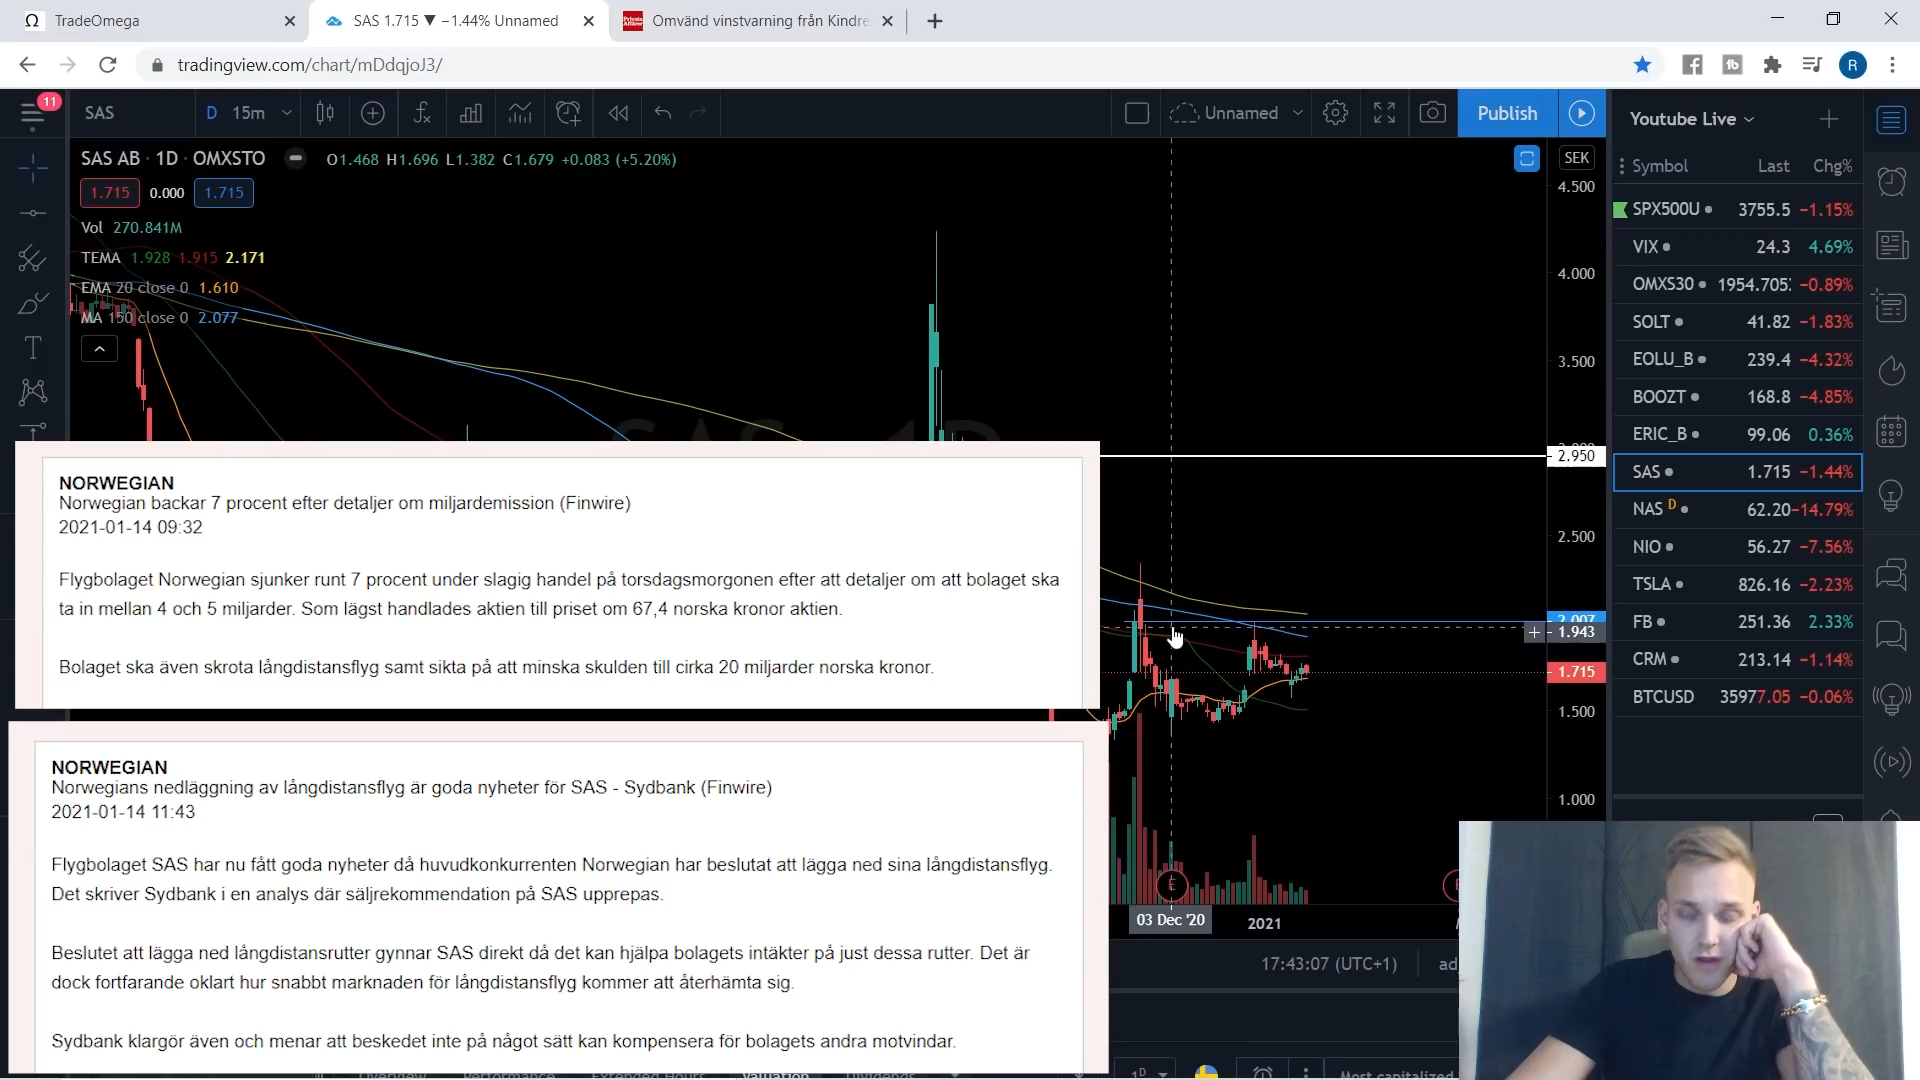 TradeOmega
SAS 1.715 ▼ −1.44% Unnamed
Omvänd vinstvarning från Kindre
tradingview.com/chart/mDdqjoJ3/
R
11
SAS
D 15m
Unnamed
Publish
Youtube Live
SAS AB · 1D · OMXSTO
O1.468 H1.696 L1.382 C1.679 +0.083 (+5.20%)
SEK
1.715 0.000 1.715
Vol 270.841M
TEMA 1.928 1.915 2.171
EMA 20 close 0 1.610
MA 150 close 0 2.077
4.500
4.000
3.500
2.950
2.500
2.007
1.943
1.715
1.500
1.000
Symbol Last Chg%
SPX500U 3755.5 −1.15%
VIX 24.3 4.69%
OMXS30 1954.705 −0.89%
SOLT 41.82 −1.83%
EOLU_B 239.4 −4.32%
BOOZT 168.8 −4.85%
ERIC_B 99.06 0.36%
SAS 1.715 −1.44%
NAS D 62.20 −14.79%
NIO 56.27 −7.56%
TSLA 826.16 −2.23%
FB 251.36 2.33%
CRM 213.14 −1.14%
BTCUSD 35977.05 −0.06%
NORWEGIAN
Norwegian backar 7 procent efter detaljer om miljardemission (Finwire)
2021-01-14 09:32
Flygbolaget Norwegian sjunker runt 7 procent under slagig handel på torsdagsmorgonen efter att detaljer om att bolaget ska
ta in mellan 4 och 5 miljarder. Som lägst handlades aktien till priset om 67,4 norska kronor aktien.
Bolaget ska även skrota långdistansflyg samt sikta på att minska skulden till cirka 20 miljarder norska kronor.
NORWEGIAN
Norwegians nedläggning av långdistansflyg är goda nyheter för SAS - Sydbank (Finwire)
2021-01-14 11:43
Flygbolaget SAS har nu fått goda nyheter då huvudkonkurrenten Norwegian har beslutat att lägga ned sina långdistansflyg.
Det skriver Sydbank i en analys där säljrekommendation på SAS upprepas.
Beslutet att lägga ned långdistansrutter gynnar SAS direkt då det kan hjälpa bolagets intäkter på just dessa rutter. Det är
dock fortfarande oklart hur snabbt marknaden för långdistansflyg kommer att återhämta sig.
Sydbank klargör även och menar att beskedet inte på något sätt kan kompensera för bolagets andra motvindar.
E
03 Dec '20
2021
17:43:07 (UTC+1)
1D
Most capitalized